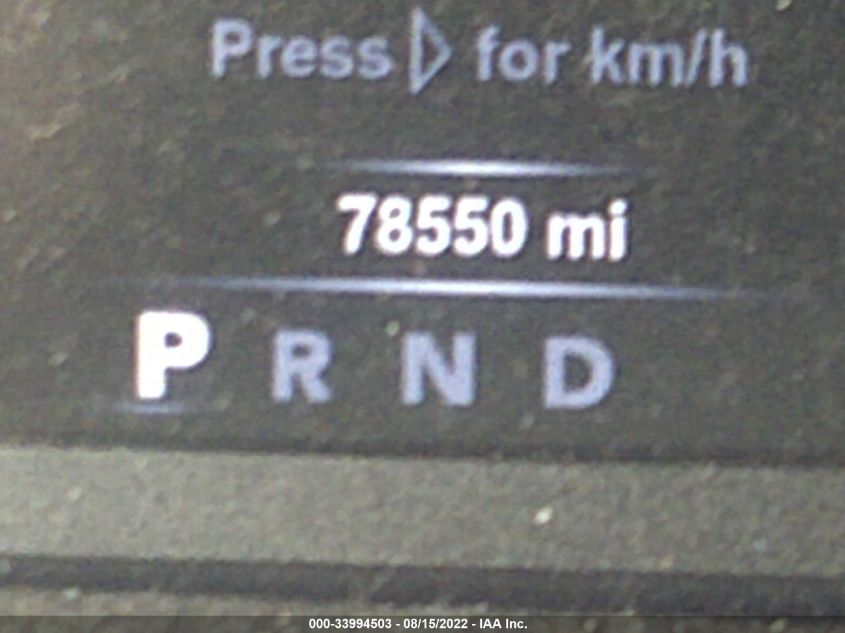 Press ▷ for km/h
78550 mi
P R N D
000-33994503 - 08/15/2022 - IAA Inc.